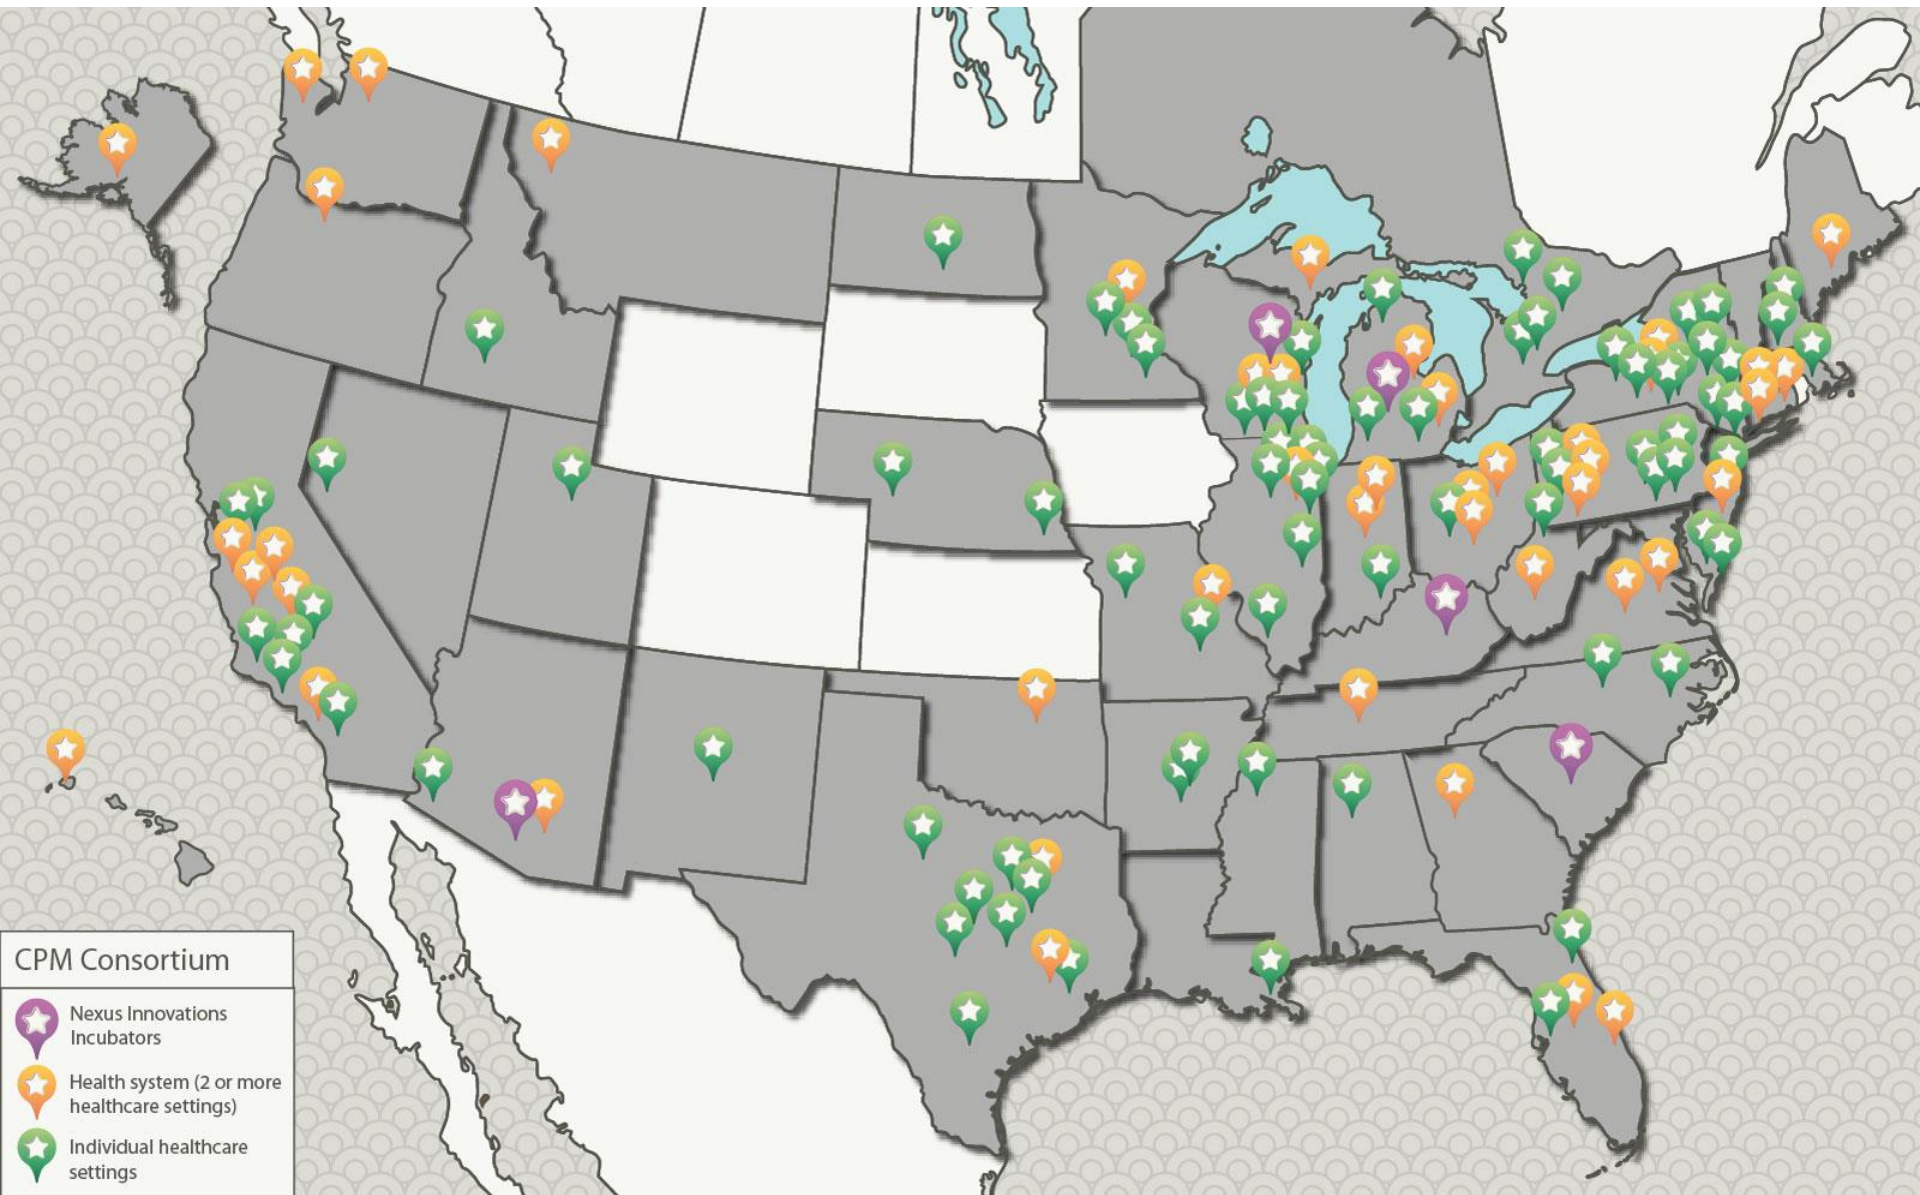 CPM Consortium
Nexus Innovations
Incubators
Health system (2 or more
healthcare settings)
Individual healthcare
settings